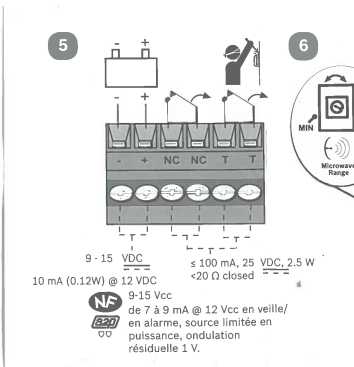 5
6
- +
- +
- + NC NC T T
MIN
Microwave
Range
9 - 15 VDC
10 mA (0.12W) @ 12 VDC
≤ 100 mA, 25 VDC, 2.5 W
<20 Ω closed
NF
A2P
9-15 Vcc
de 7 à 9 mA @ 12 Vcc en veille/
en alarme, source limitée en
puissance, ondulation
résiduelle 1 V.